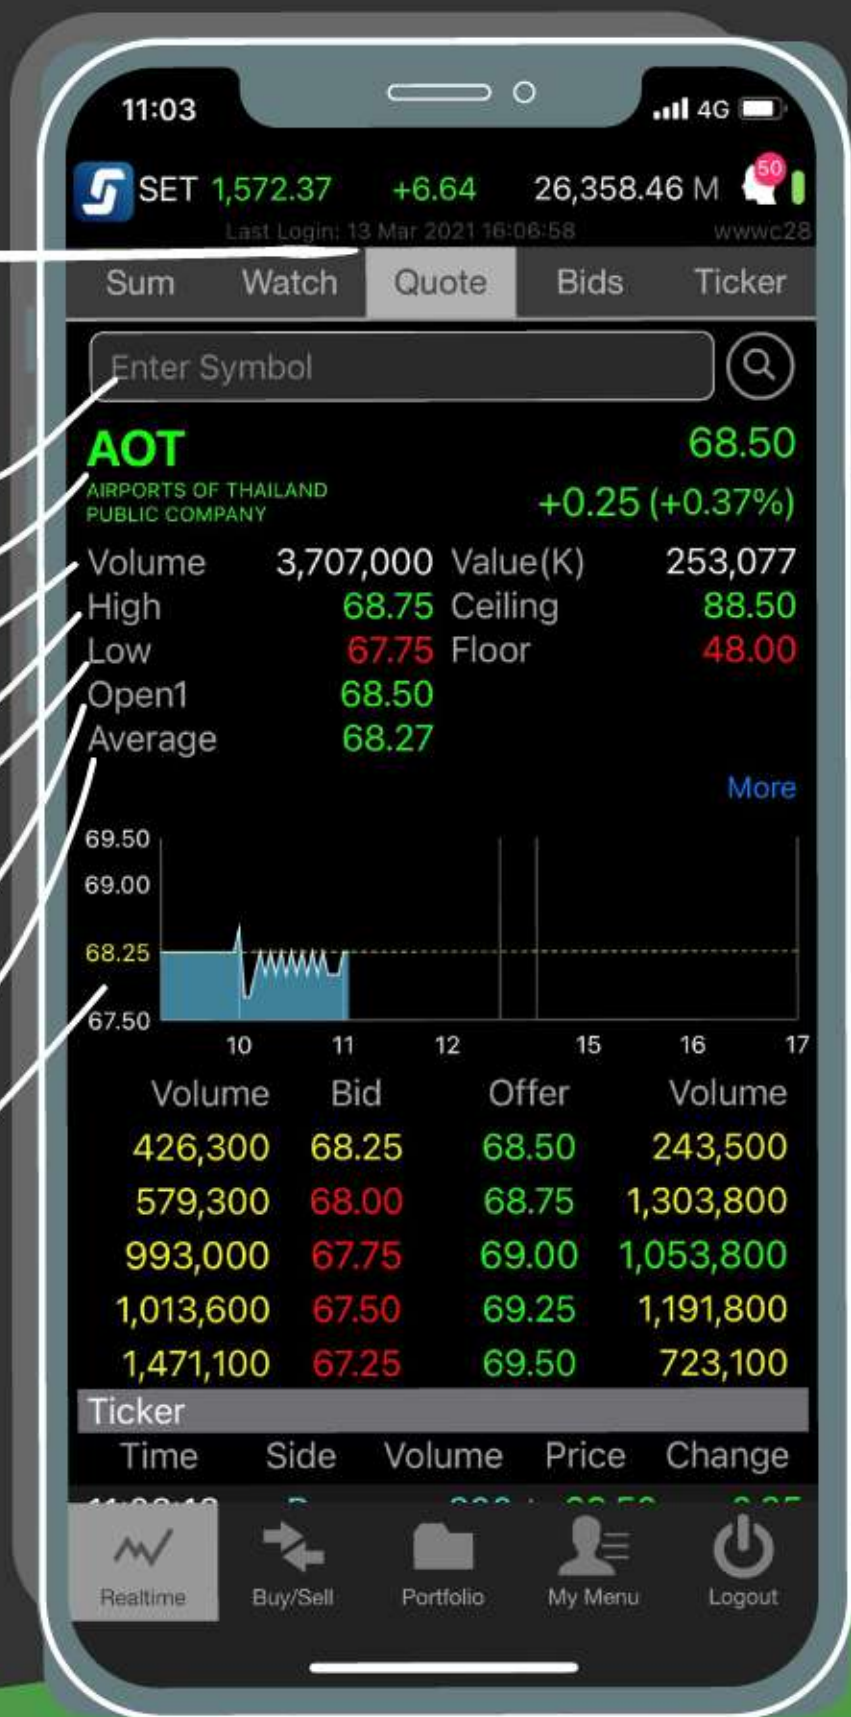 11:03 4G
SET 1,572.37 +6.64 26,358.46 M 50
Last Login: 13 Mar 2021 16:06:58 wwwc28
Sum Watch Quote Bids Ticker
Enter Symbol
AOT 68.50
AIRPORTS OF THAILAND
PUBLIC COMPANY
+0.25 (+0.37%)
Volume 3,707,000 Value(K) 253,077
High 68.75 Ceiling 88.50
Low 67.75 Floor 48.00
Open1 68.50
Average 68.27
More
69.50
69.00
68.25
67.50
10 11 12 15 16 17
Volume Bid Offer Volume
426,300 68.25 68.50 243,500
579,300 68.00 68.75 1,303,800
993,000 67.75 69.00 1,053,800
1,013,600 67.50 69.25 1,191,800
1,471,100 67.25 69.50 723,100
Ticker
Time Side Volume Price Change
Realtime Buy/Sell Portfolio My Menu Logout